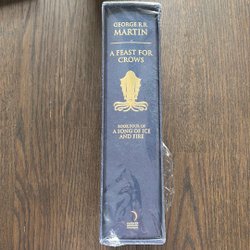 GEORGE R.R.
MARTIN
A FEAST FOR
CROWS
BOOK FOUR OF
A SONG OF ICE
AND FIRE